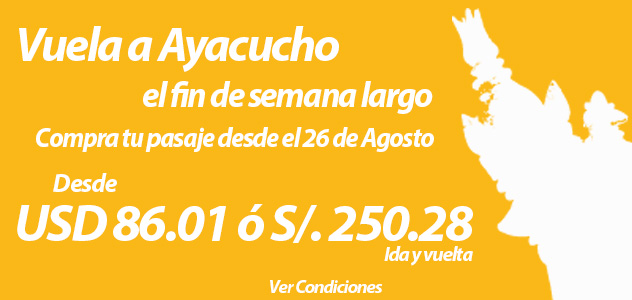 Vuela a Ayacucho
el fin de semana largo
Compra tu pasaje desde el 26 de Agosto
Desde
USD 86.01 ó S/. 250.28
Ida y vuelta
Ver Condiciones